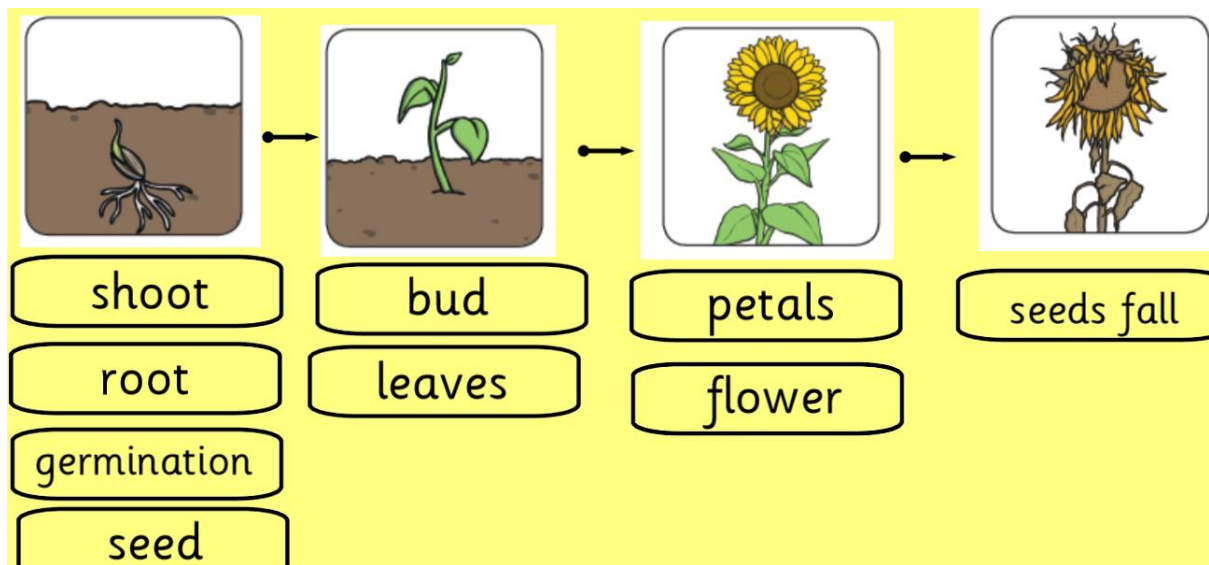 shoot
root
germination
seed
bud
leaves
petals
flower
seeds fall